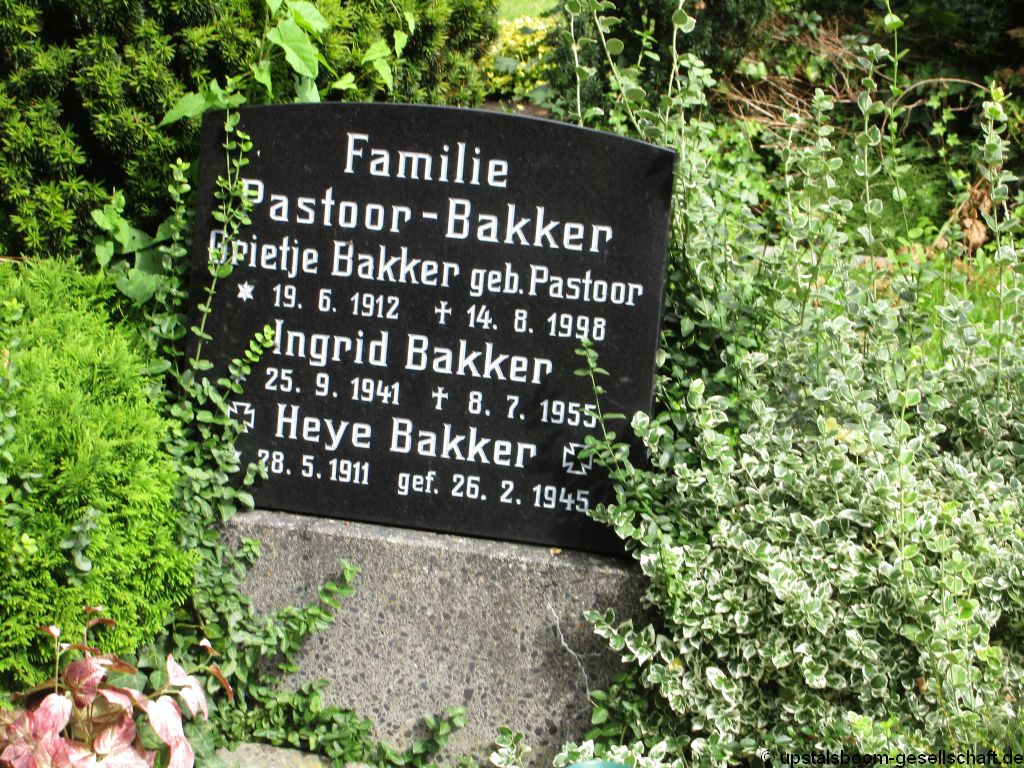 Familie
Pastoor-Bakker
Grietje Bakker geb. Pastoor
* 19. 6. 1912 ✝ 14. 8. 1998
Ingrid Bakker
* 25. 9. 1941 ✝ 8. 7. 1955
Heye Bakker
* 28. 5. 1911 gef. 26. 2. 1945
© upstalsboom-gesellschaft.de